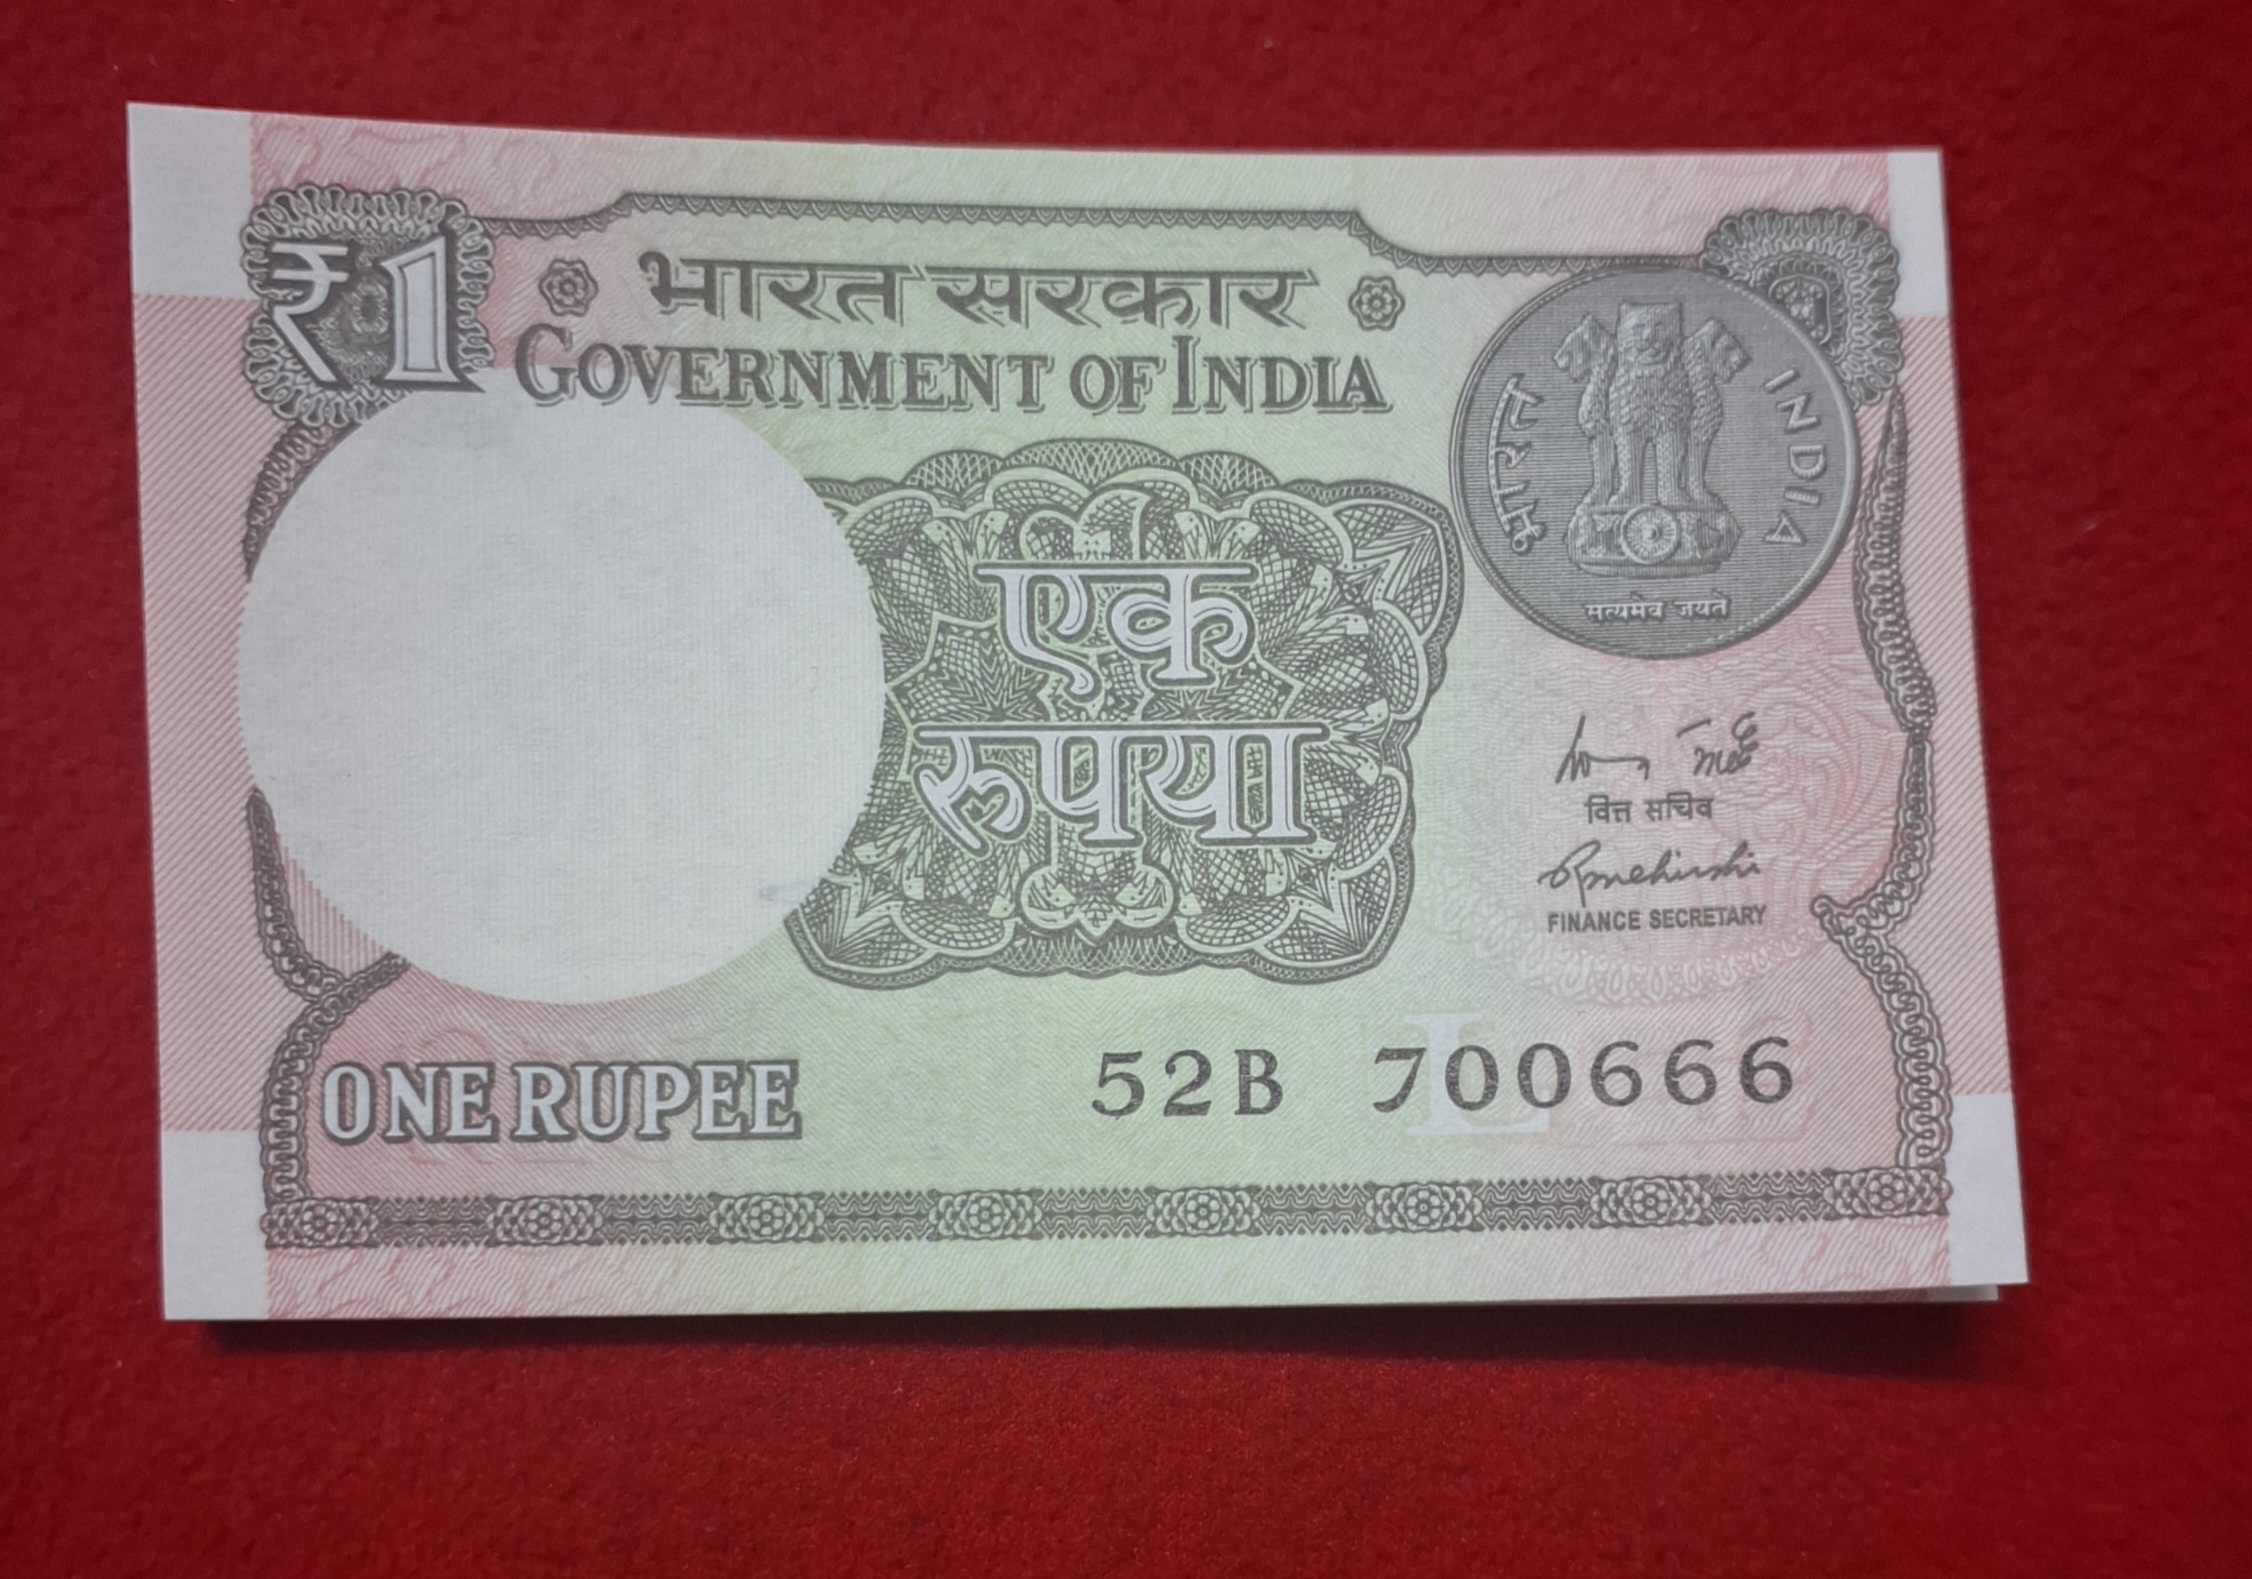 ₹1
भारत सरकार
GOVERNMENT OF INDIA
भारत INDIA
सत्यमेव जयते
एक
रुपया
वित्त सचिव
FINANCE SECRETARY
L
ONE RUPEE
52B 700666